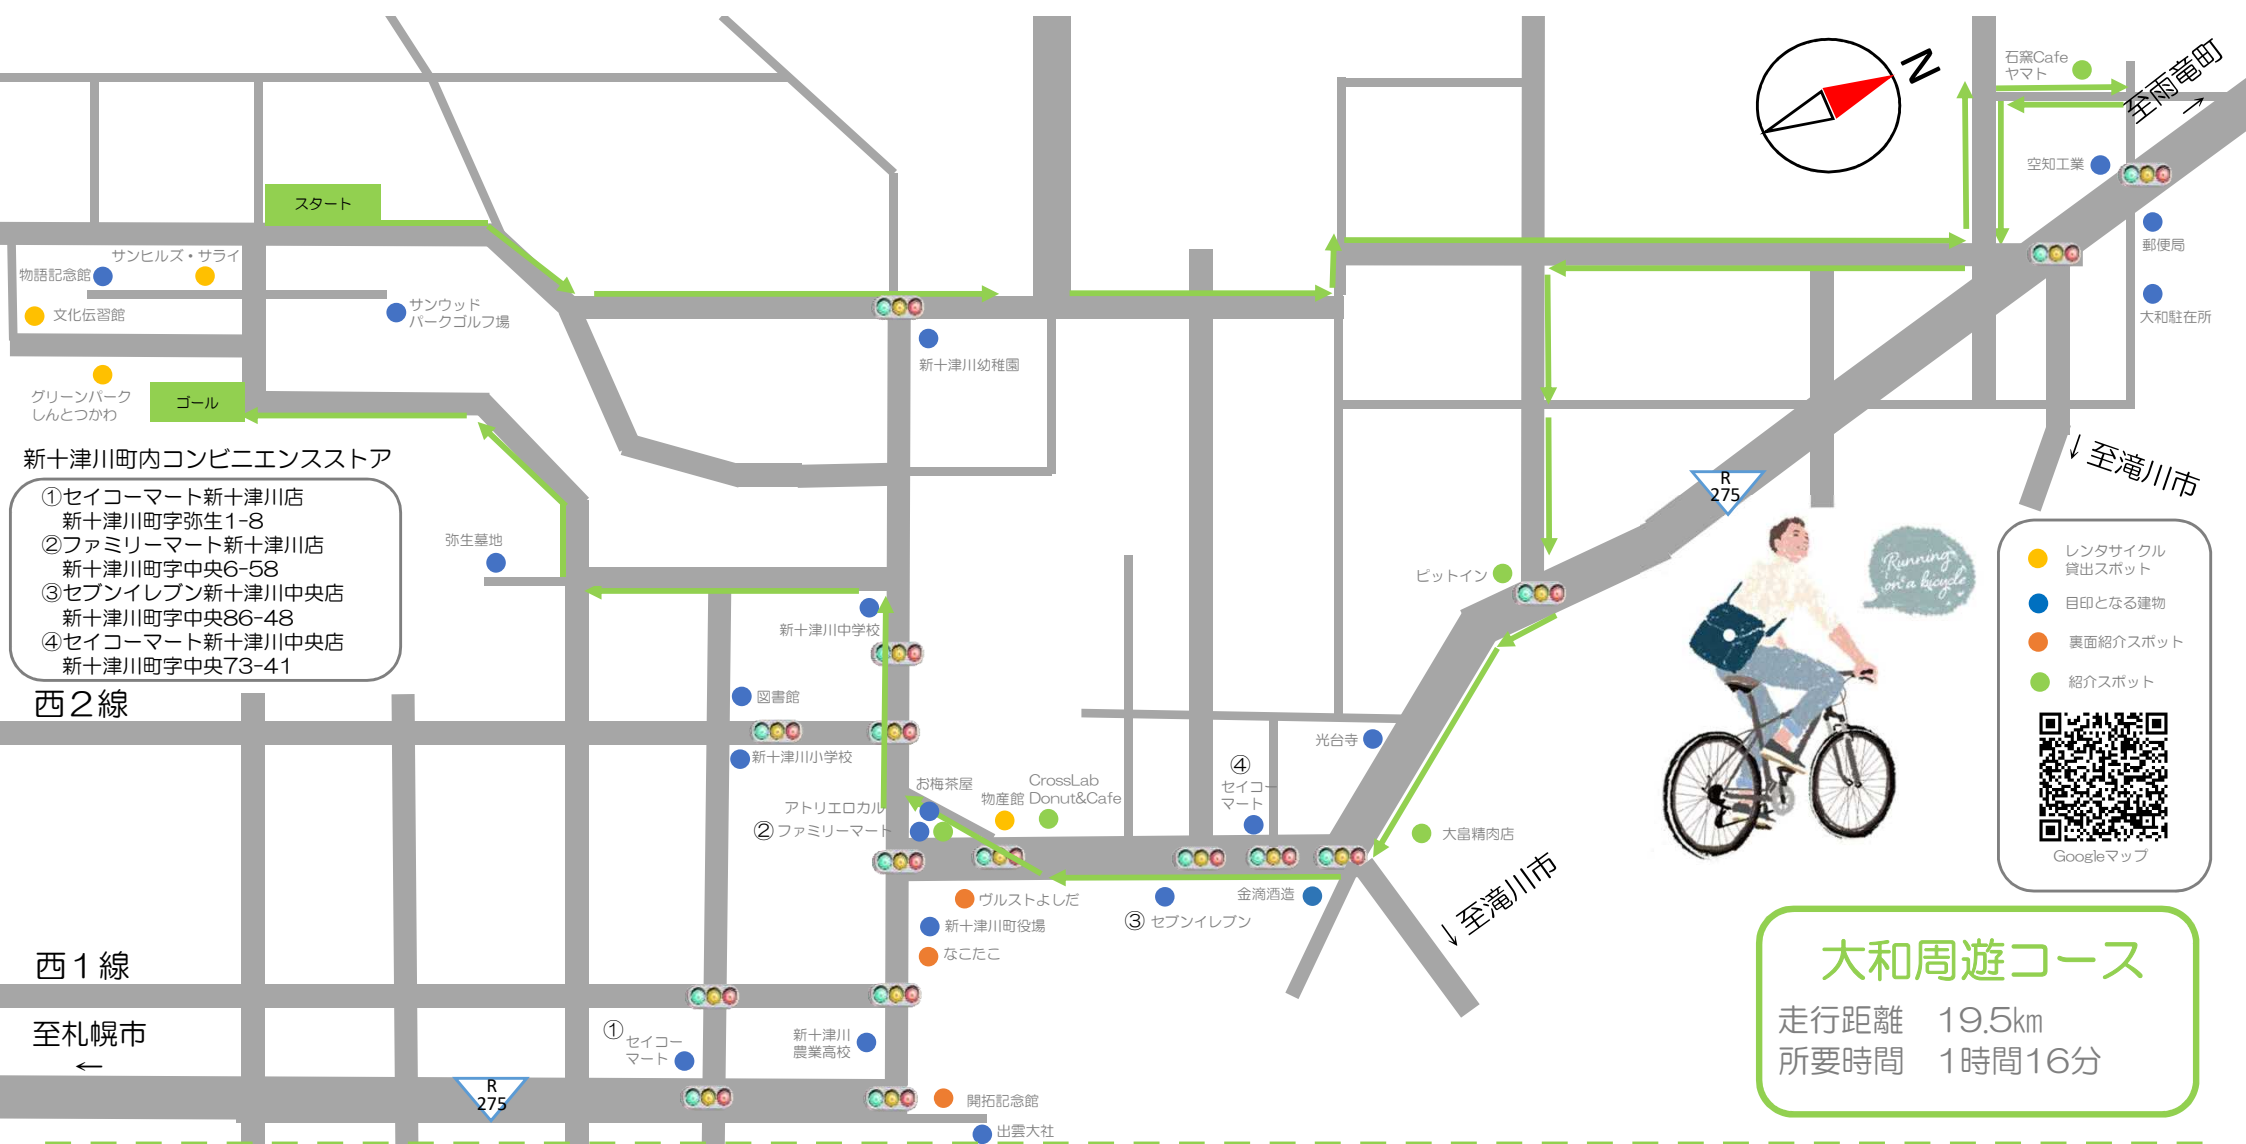 石窯Cafe
ヤマト
N
至雨竜町
→
スタート
空知工業
郵便局
サンヒルズ・サライ
物語記念館
文化伝習館
サンウッド
パークゴルフ場
大和駐在所
新十津川幼稚園
グリーンパーク
しんとつかわ
ゴール
新十津川町内コンビニエンスストア
①セイコーマート新十津川店
新十津川町字弥生1-8
②ファミリーマート新十津川店
新十津川町字中央6-58
③セブンイレブン新十津川中央店
新十津川町字中央86-48
④セイコーマート新十津川中央店
新十津川町字中央73-41
↓至滝川市
R
275
弥生墓地
ピットイン
Running
on a bicycle
レンタサイクル
貸出スポット
目印となる建物
裏面紹介スポット
紹介スポット
Googleマップ
新十津川中学校
西２線
図書館
新十津川小学校
光台寺
④
セイコー
マート
お梅茶屋
CrossLab
Donut&Cafe
物産館
アトリエロカル
②ファミリーマート
大畠精肉店
ヴルストよしだ
新十津川町役場
なこたこ
③セブンイレブン
金滴酒造
↓至滝川市
西１線
至札幌市
←
①
セイコー
マート
新十津川
農業高校
R
275
開拓記念館
出雲大社
大和周遊コース
走行距離　19.5km
所要時間　1時間16分